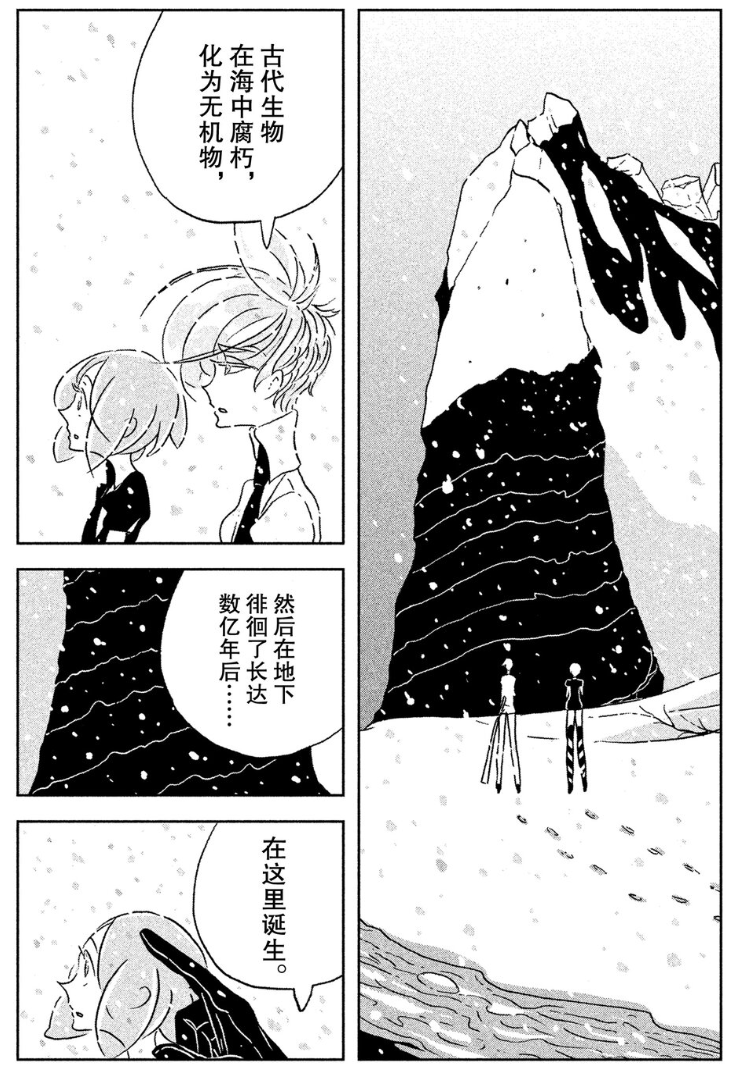 古代生物
在海中腐朽，
化为无机物，
然后在地下
徘徊了长达
数亿年后……
在这里诞生。